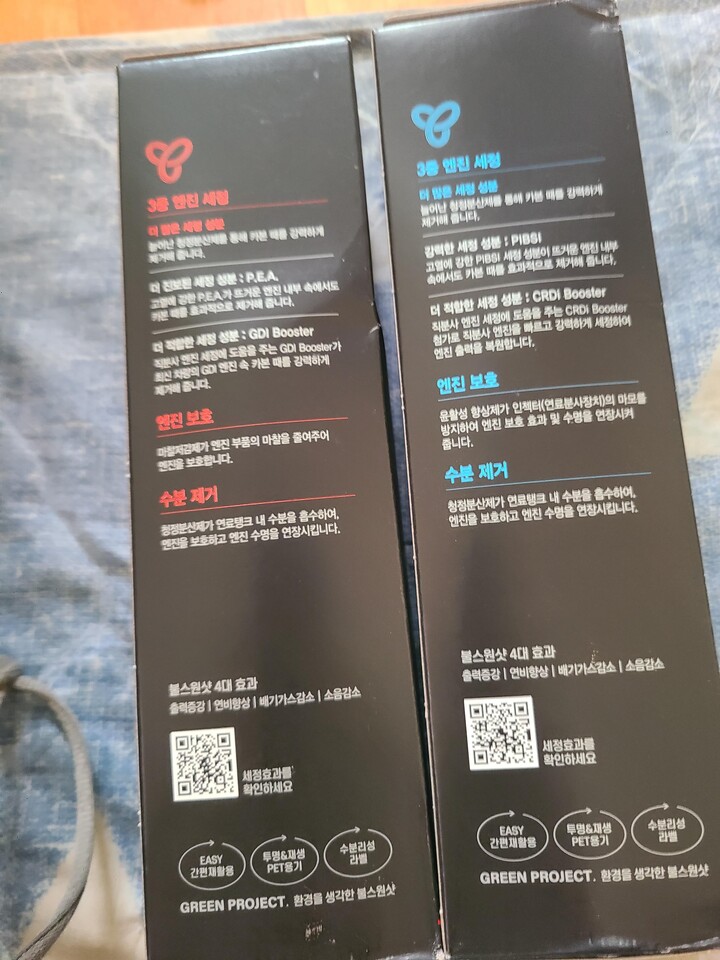 3중 엔진 세정
더 많은 세정 성분
늘어난 청정분산제를 통해 카본 때를 강력하게
제거해 줍니다.
더 진보된 세정 성분 : P.E.A.
고열에 강한 P.E.A.가 뜨거운 엔진 내부 속에서도
카본 때를 효과적으로 제거해 줍니다.
더 적합한 세정 성분 : GDI Booster
직분사 엔진 세정에 도움을 주는 GDI Booster가
최신 차량의 GDI 엔진 속 카본 때를 강력하게
제거해 줍니다.
엔진 보호
마찰저감제가 엔진 부품의 마찰을 줄여주어
엔진을 보호합니다.
수분 제거
청정분산제가 연료탱크 내 수분을 흡수하여,
엔진을 보호하고 엔진 수명을 연장시킵니다.
불스원샷 4대 효과
출력증강 | 연비향상 | 배기가스감소 | 소음감소
세정효과를
확인하세요
EASY
간편재활용
투명&재생
PET용기
수분리성
라벨
GREEN PROJECT. 환경을 생각한 불스원샷
3중 엔진 세정
더 많은 세정 성분
늘어난 청정분산제를 통해 카본 때를 강력하게
제거해 줍니다.
강력한 세정 성분 : PIBSI
고열에 강한 PIBSI 세정 성분이 뜨거운 엔진 내부
속에서도 카본 때를 효과적으로 제거해 줍니다.
더 적합한 세정 성분 : CRDI Booster
직분사 엔진 세정에 도움을 주는 CRDI Booster
첨가로 직분사 엔진을 빠르고 강력하게 세정하여
엔진 출력을 복원합니다.
엔진 보호
윤활성 향상제가 인젝터(연료분사장치)의 마모를
방지하여 엔진 보호 효과 및 수명을 연장시켜
줍니다.
수분 제거
청정분산제가 연료탱크 내 수분을 흡수하여,
엔진을 보호하고 엔진 수명을 연장시킵니다.
불스원샷 4대 효과
출력증강 | 연비향상 | 배기가스감소 | 소음감소
세정효과를
확인하세요
EASY
간편재활용
투명&재생
PET용기
수분리성
라벨
GREEN PROJECT. 환경을 생각한 불스원샷